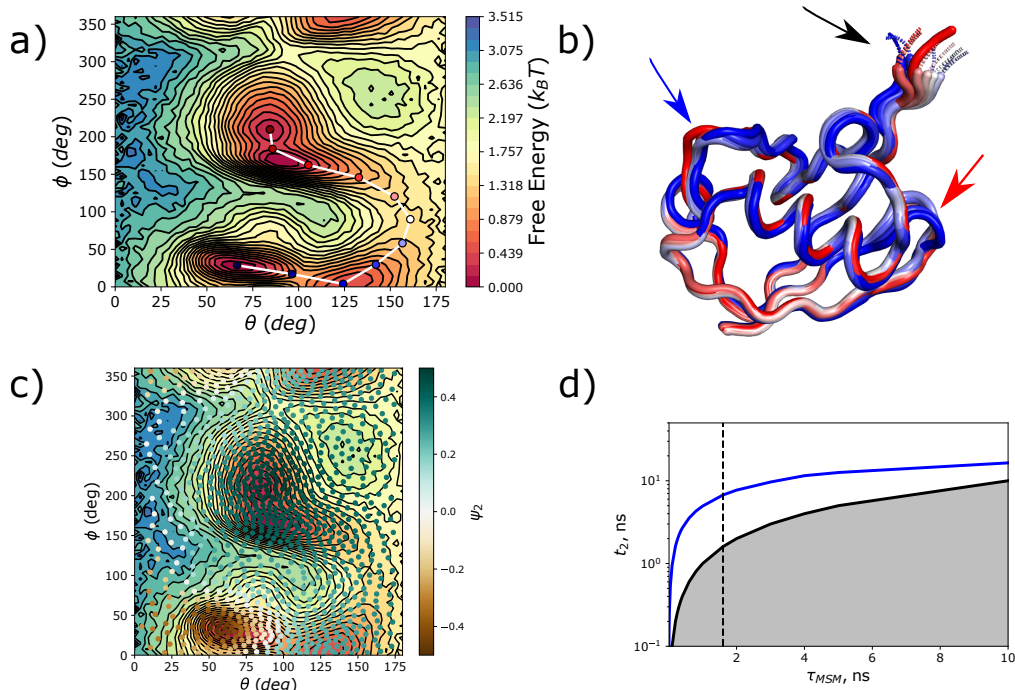 a)
350
300
250
200
150
100
50
0
ϕ (deg)
0 25 50 75 100 125 150 175
θ (deg)
3.515
3.075
2.636
2.196
1.757
1.318
0.879
0.439
0.000
Free Energy (k_BT)
b)
c)
350
300
250
200
150
100
50
0
ϕ (deg)
0 25 50 75 100 125 150 175
θ (deg)
0.4
0.2
0.0
−0.2
−0.4
ψ_2
d)
10^1
10^0
10^−1
t_2, ns
2 4 6 8 10
τ_MSM, ns